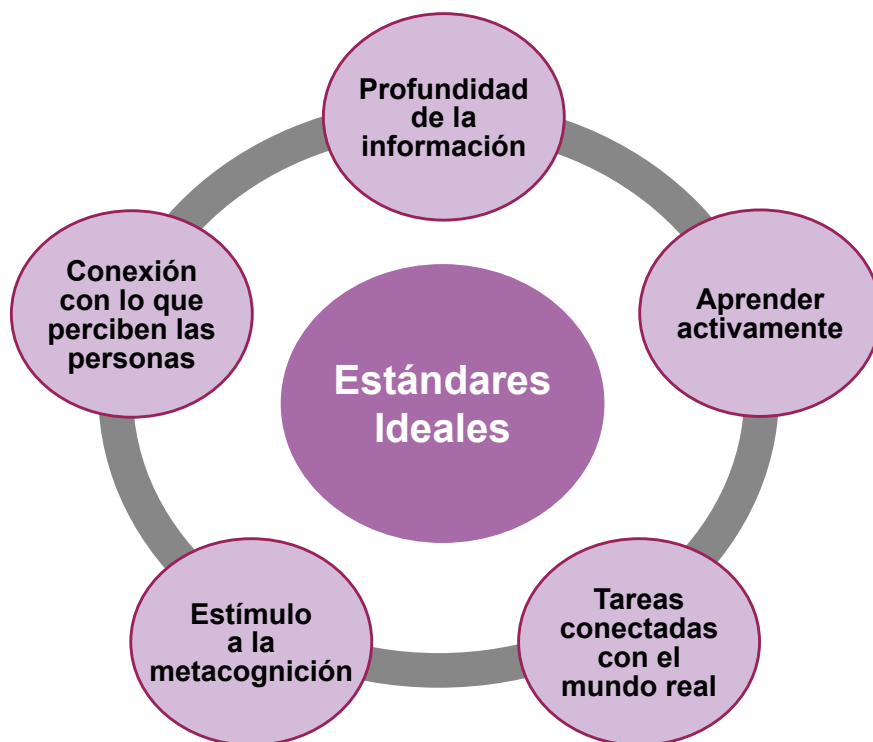 Profundidad
de la
información
Aprender
activamente
Tareas
conectadas
con el
mundo real
Estímulo
a la
metacognición
Conexión
con lo que
perciben las
personas
Estándares
Ideales